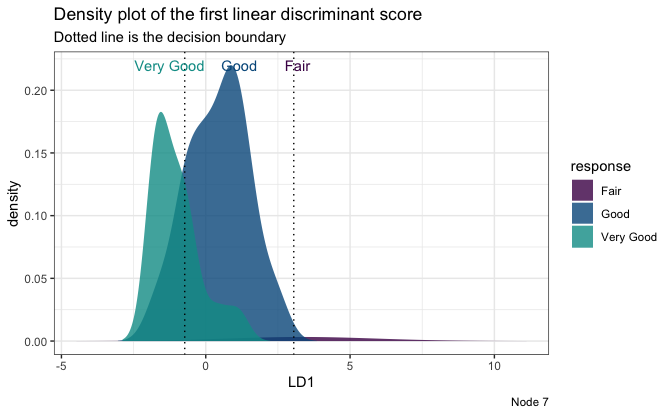 Density plot of the first linear discriminant score
Dotted line is the decision boundary
Very Good Good Fair
0.20
0.15
0.10
0.05
0.00
density
-5 0 5 10
LD1
response
Fair
Good
Very Good
Node 7